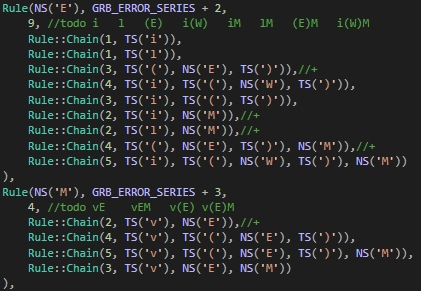 Rule(NS('E'), GRB_ERROR_SERIES + 2,
9, //todo i l (E) i(W) iM lM (E)M i(W)M
Rule::Chain(1, TS('i')),
Rule::Chain(1, TS('l')),
Rule::Chain(3, TS('('), NS('E'), TS(')')),//+
Rule::Chain(4, TS('i'), TS('('), NS('W'), TS(')')),
Rule::Chain(3, TS('i'), TS('('), TS(')')),
Rule::Chain(2, TS('i'), NS('M')),//+
Rule::Chain(2, TS('l'), NS('M')),//+
Rule::Chain(4, TS('('), NS('E'), TS(')'), NS('M')),//+
Rule::Chain(5, TS('i'), TS('('), NS('W'), TS(')'), NS('M'))
),
Rule(NS('M'), GRB_ERROR_SERIES + 3,
4, //todo vE vEM v(E) v(E)M
Rule::Chain(2, TS('v'), NS('E')),//+
Rule::Chain(4, TS('v'), TS('('), NS('E'), TS(')')),
Rule::Chain(5, TS('v'), TS('('), NS('E'), TS(')'), NS('M')),
Rule::Chain(3, TS('v'), NS('E'), NS('M'))
),